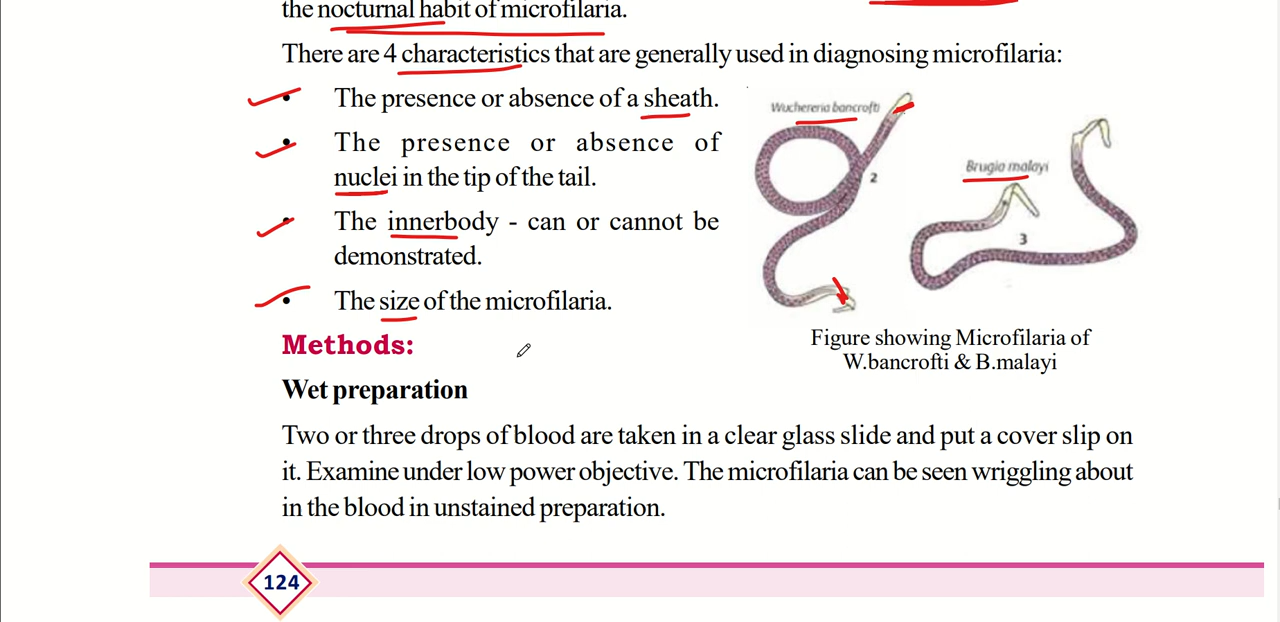 the nocturnal habit of microfilaria.
There are 4 characteristics that are generally used in diagnosing microfilaria:
• The presence or absence of a sheath.
• The presence or absence of
nuclei in the tip of the tail.
• The innerbody - can or cannot be
demonstrated.
• The size of the microfilaria.
Wuchereria bancrofti
2
Brugia malayi
3
Figure showing Microfilaria of
W.bancrofti & B.malayi
Methods:
Wet preparation
Two or three drops of blood are taken in a clear glass slide and put a cover slip on
it. Examine under low power objective. The microfilaria can be seen wriggling about
in the blood in unstained preparation.
124